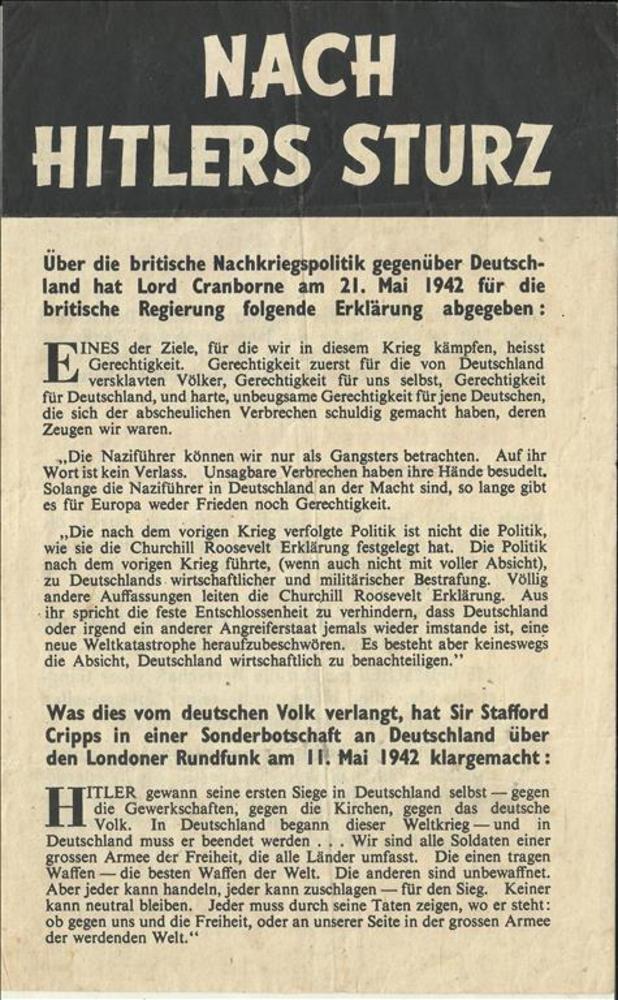 NACH
HITLERS STURZ
Über die britische Nachkriegspolitik gegenüber Deutsch-
land hat Lord Cranborne am 21. Mai 1942 für die
britische Regierung folgende Erklärung abgegeben :
EINES der Ziele, für die wir in diesem Krieg kämpfen, heisst
Gerechtigkeit. Gerechtigkeit zuerst für die von Deutschland
versklavten Völker, Gerechtigkeit für uns selbst, Gerechtigkeit
für Deutschland, und harte, unbeugsame Gerechtigkeit für jene Deutschen,
die sich der abscheulichen Verbrechen schuldig gemacht haben, deren
Zeugen wir waren.
„Die Naziführer können wir nur als Gangsters betrachten. Auf ihr
Wort ist kein Verlass. Unsagbare Verbrechen haben ihre Hände besudelt.
Solange die Naziführer in Deutschland an der Macht sind, so lange gibt
es für Europa weder Frieden noch Gerechtigkeit.
„Die nach dem vorigen Krieg verfolgte Politik ist nicht die Politik,
wie sie die Churchill Roosevelt Erklärung festgelegt hat. Die Politik
nach dem vorigen Krieg führte, (wenn auch nicht mit voller Absicht),
zu Deutschlands wirtschaftlicher und militärischer Bestrafung. Völlig
andere Auffassungen leiten die Churchill Roosevelt Erklärung. Aus
ihr spricht die feste Entschlossenheit zu verhindern, dass Deutschland
oder irgend ein anderer Angreiferstaat jemals wieder imstande ist, eine
neue Weltkatastrophe heraufzubeschwören. Es besteht aber keineswegs
die Absicht, Deutschland wirtschaftlich zu benachteiligen.”
Was dies vom deutschen Volk verlangt, hat Sir Stafford
Cripps in einer Sonderbotschaft an Deutschland über
den Londoner Rundfunk am 11. Mai 1942 klargemacht :
HITLER gewann seine ersten Siege in Deutschland selbst — gegen
die Gewerkschaften, gegen die Kirchen, gegen das deutsche
Volk. In Deutschland begann dieser Weltkrieg — und in
Deutschland muss er beendet werden . . . Wir sind alle Soldaten einer
grossen Armee der Freiheit, die alle Länder umfasst. Die einen tragen
Waffen — die besten Waffen der Welt. Die anderen sind unbewaffnet.
Aber jeder kann handeln, jeder kann zuschlagen — für den Sieg. Keiner
kann neutral bleiben. Jeder muss durch seine Taten zeigen, wo er steht:
ob gegen uns und die Freiheit, oder an unserer Seite in der grossen Armee
der werdenden Welt.“